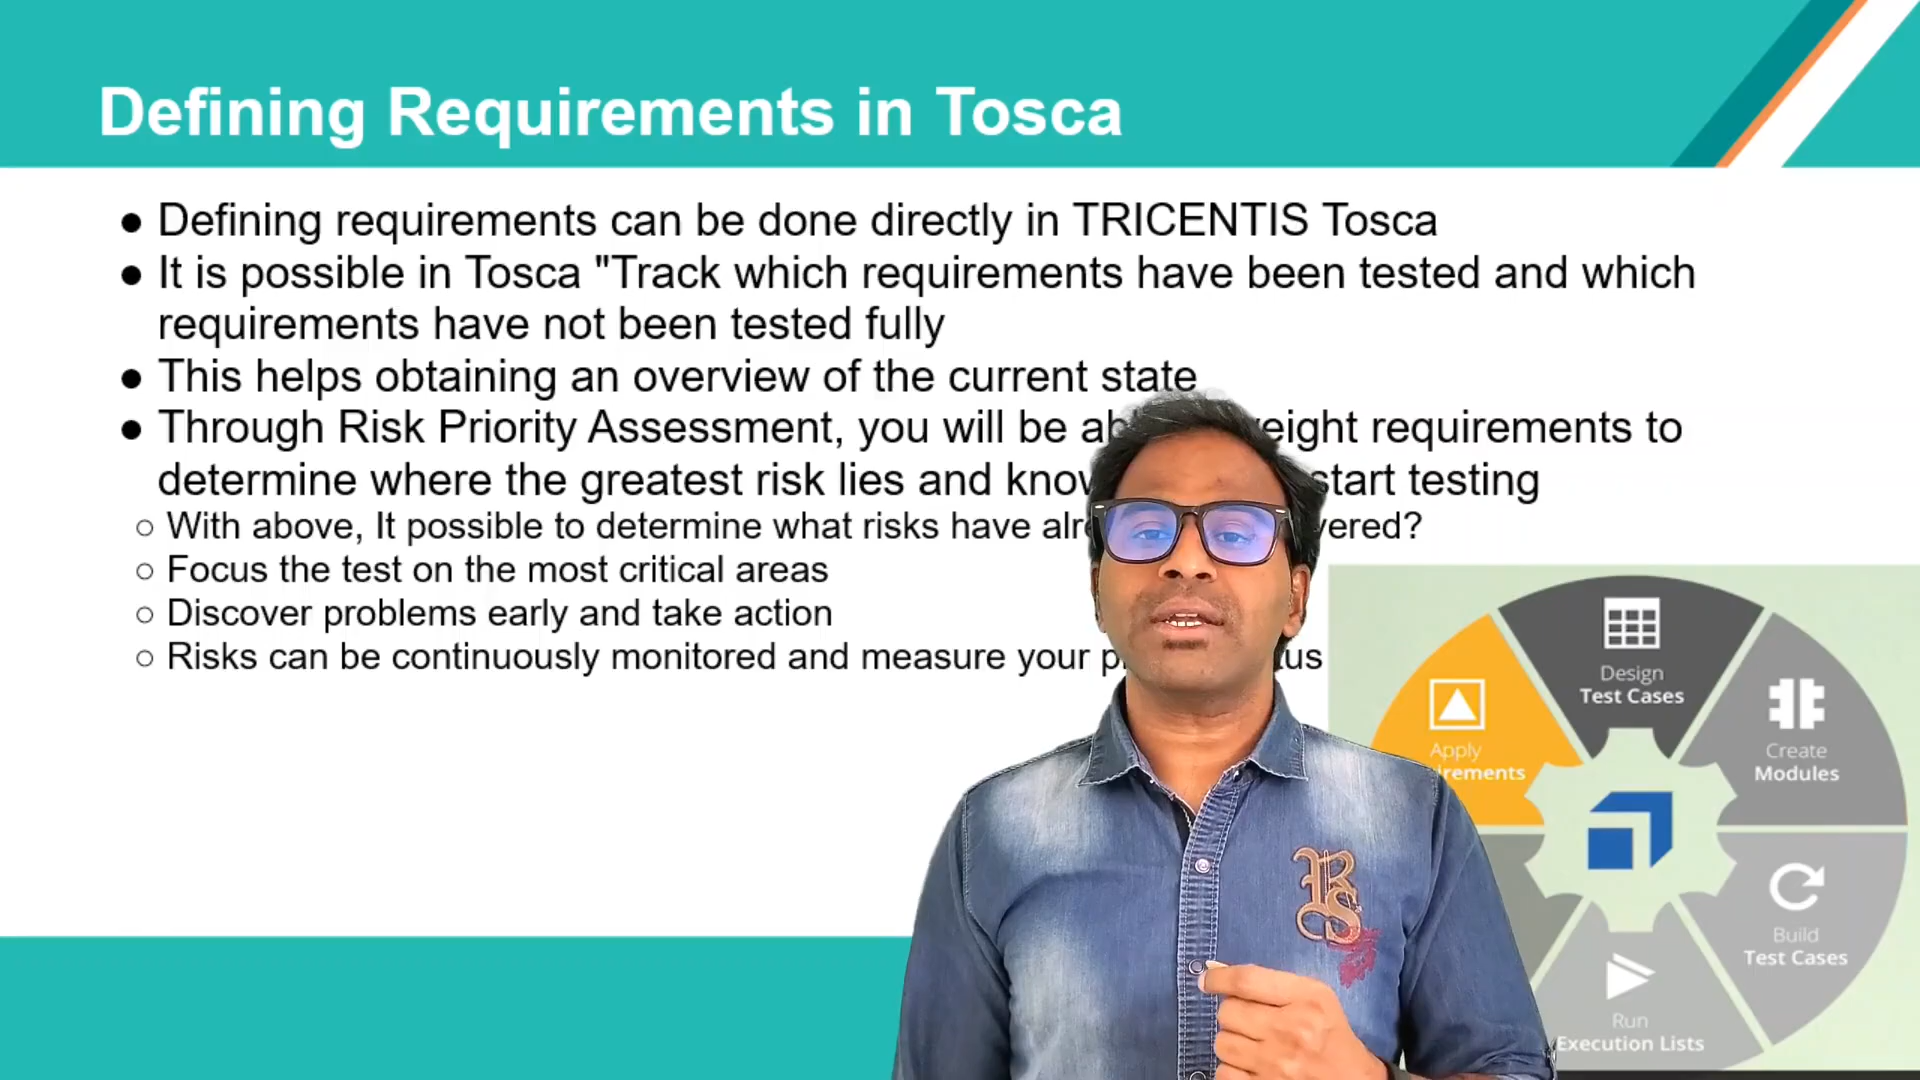 Defining Requirements in Tosca
● Defining requirements can be done directly in TRICENTIS Tosca
● It is possible in Tosca "Track which requirements have been tested and which
requirements have not been tested fully
● This helps obtaining an overview of the current state
● Through Risk Priority Assessment, you will be eight requirements to
determine where the greatest risk lies and know start testing
○ With above, It possible to determine what risks have vered?
○ Focus the test on the most critical areas
○ Discover problems early and take action
○ Risks can be continuously monitored and measure your tus
Design
Test Cases
Apply
irements
Create
Modules
Build
Test Cases
Run
Execution Lists
BS